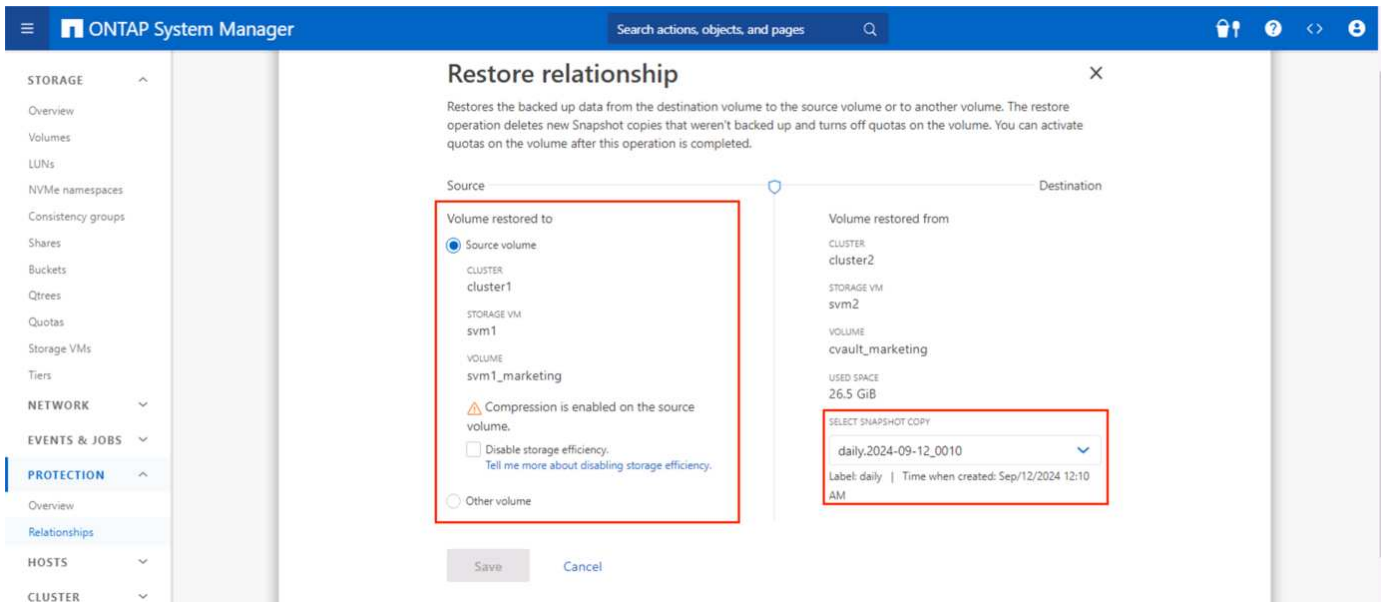 ONTAP System Manager
Search actions, objects, and pages
STORAGE
Overview
Volumes
LUNs
NVMe namespaces
Consistency groups
Shares
Buckets
Qtrees
Quotas
Storage VMs
Tiers
NETWORK
EVENTS & JOBS
PROTECTION
Overview
Relationships
HOSTS
CLUSTER
Restore relationship
Restores the backed up data from the destination volume to the source volume or to another volume. The restore
operation deletes new Snapshot copies that weren't backed up and turns off quotas on the volume. You can activate
quotas on the volume after this operation is completed.
Source
Destination
Volume restored to
Source volume
CLUSTER
cluster1
STORAGE VM
svm1
VOLUME
svm1_marketing
Compression is enabled on the source
volume.
Disable storage efficiency.
Tell me more about disabling storage efficiency.
Other volume
Volume restored from
CLUSTER
cluster2
STORAGE VM
svm2
VOLUME
cvault_marketing
USED SPACE
26.5 GiB
SELECT SNAPSHOT COPY
daily.2024-09-12_0010
Label: daily | Time when created: Sep/12/2024 12:10
AM
Save
Cancel